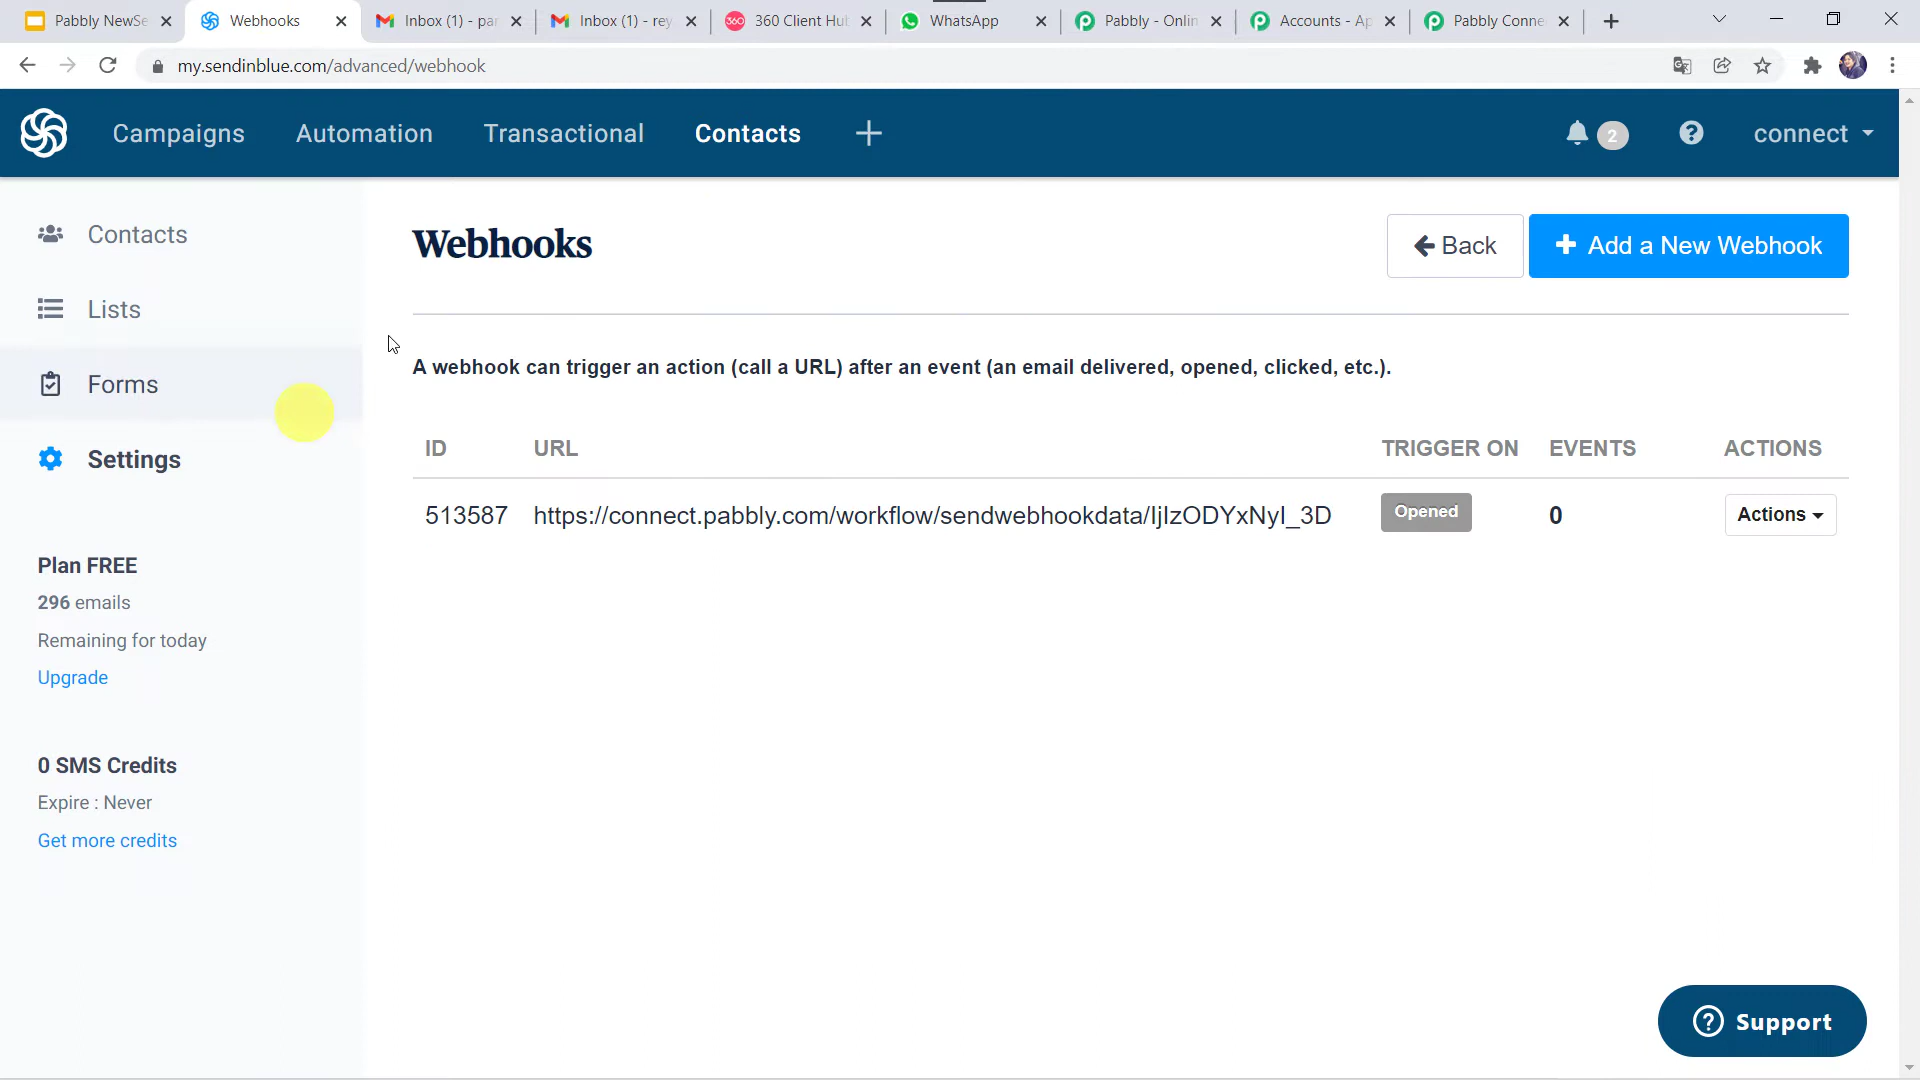 Pabbly NewSe
Webhooks
Inbox (1) - par
Inbox (1) - rey
360 Client Hu
WhatsApp
Pabbly - Onlin
Accounts - Ap
Pabbly Conne
my.sendinblue.com/advanced/webhook
Campaigns
Automation
Transactional
Contacts
2
connect
Contacts
Lists
Forms
Settings
Plan FREE
296 emails
Remaining for today
Upgrade
0 SMS Credits
Expire : Never
Get more credits
Webhooks
Back
Add a New Webhook
A webhook can trigger an action (call a URL) after an event (an email delivered, opened, clicked, etc.).
ID URL TRIGGER ON EVENTS ACTIONS
513587 https://connect.pabbly.com/workflow/sendwebhookdata/IjIzODYxNyI_3D Opened 0 Actions
Support